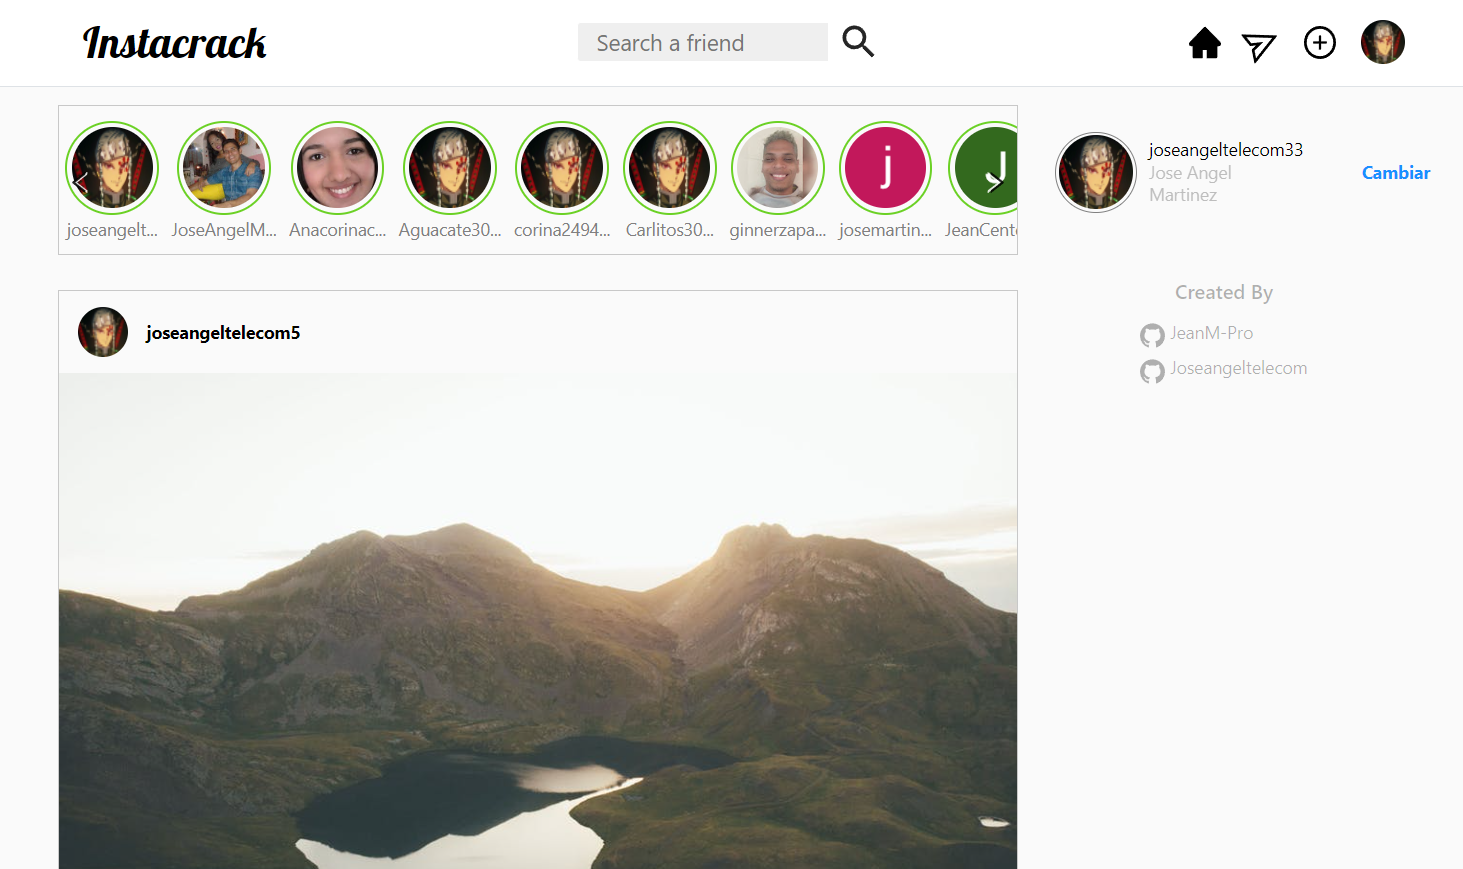 Instacrack
Search a friend
joseangelt...
JoseAngelM...
Anacorinac...
Aguacate30...
corina2494...
Carlitos30...
ginnerzapa...
j
josemartin...
J
JeanCent
joseangeltelecom33
Jose Angel
Martinez
Cambiar
Created By
JeanM-Pro
Joseangeltelecom
joseangeltelecom5